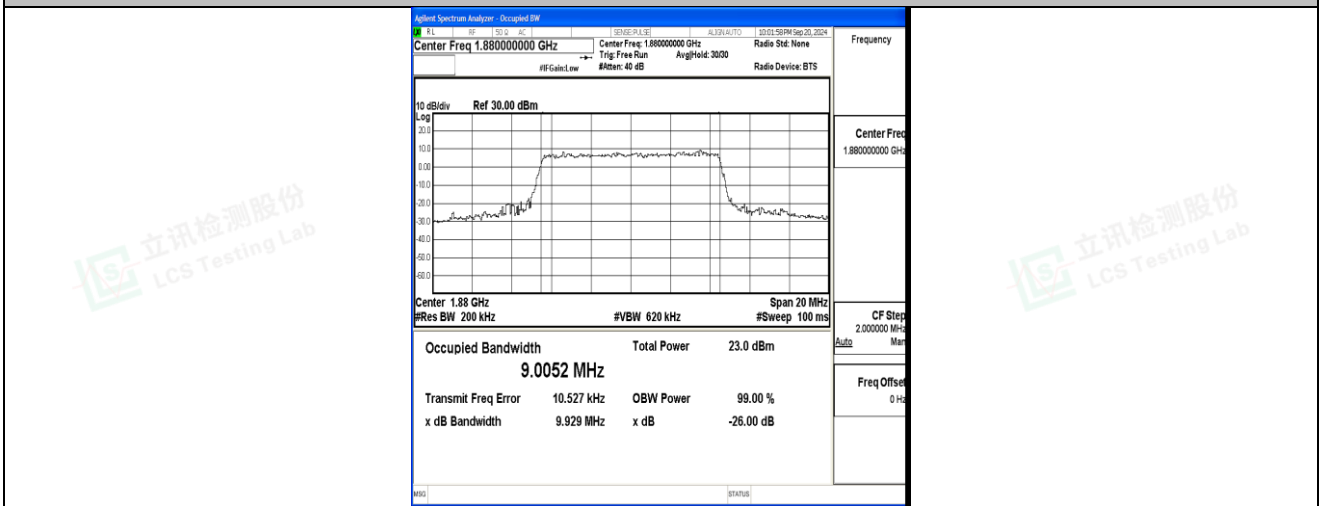 Agilent Spectrum Analyzer - Occupied BW
RL RF 50 Ω AC SENSE:PULSE ALIGN AUTO 10:01:58 PM Sep 20, 2024
Center Freq 1.880000000 GHz
Center Freq: 1.880000000 GHz
Radio Std: None
Trig: Free Run Avg|Hold: 30/30
#IFGain:Low
#Atten: 40 dB
Radio Device: BTS
Frequency
10 dB/div Ref 30.00 dBm
Log
20.0
10.0
0.00
-10.0
-20.0
-30.0
-40.0
-50.0
-60.0
Center Freq
1.880000000 GHz
Center 1.88 GHz
Span 20 MHz
#Res BW 200 kHz
#VBW 620 kHz
#Sweep 100 ms
CF Step
2.000000 MHz
Auto Man
Occupied Bandwidth
9.0052 MHz
Total Power 23.0 dBm
Transmit Freq Error 10.527 kHz
OBW Power 99.00 %
x dB Bandwidth 9.929 MHz
x dB -26.00 dB
Freq Offset
0 Hz
MSG
STATUS
立讯检测股份
LCS Testing Lab
立讯检测股份
LCS Testing Lab